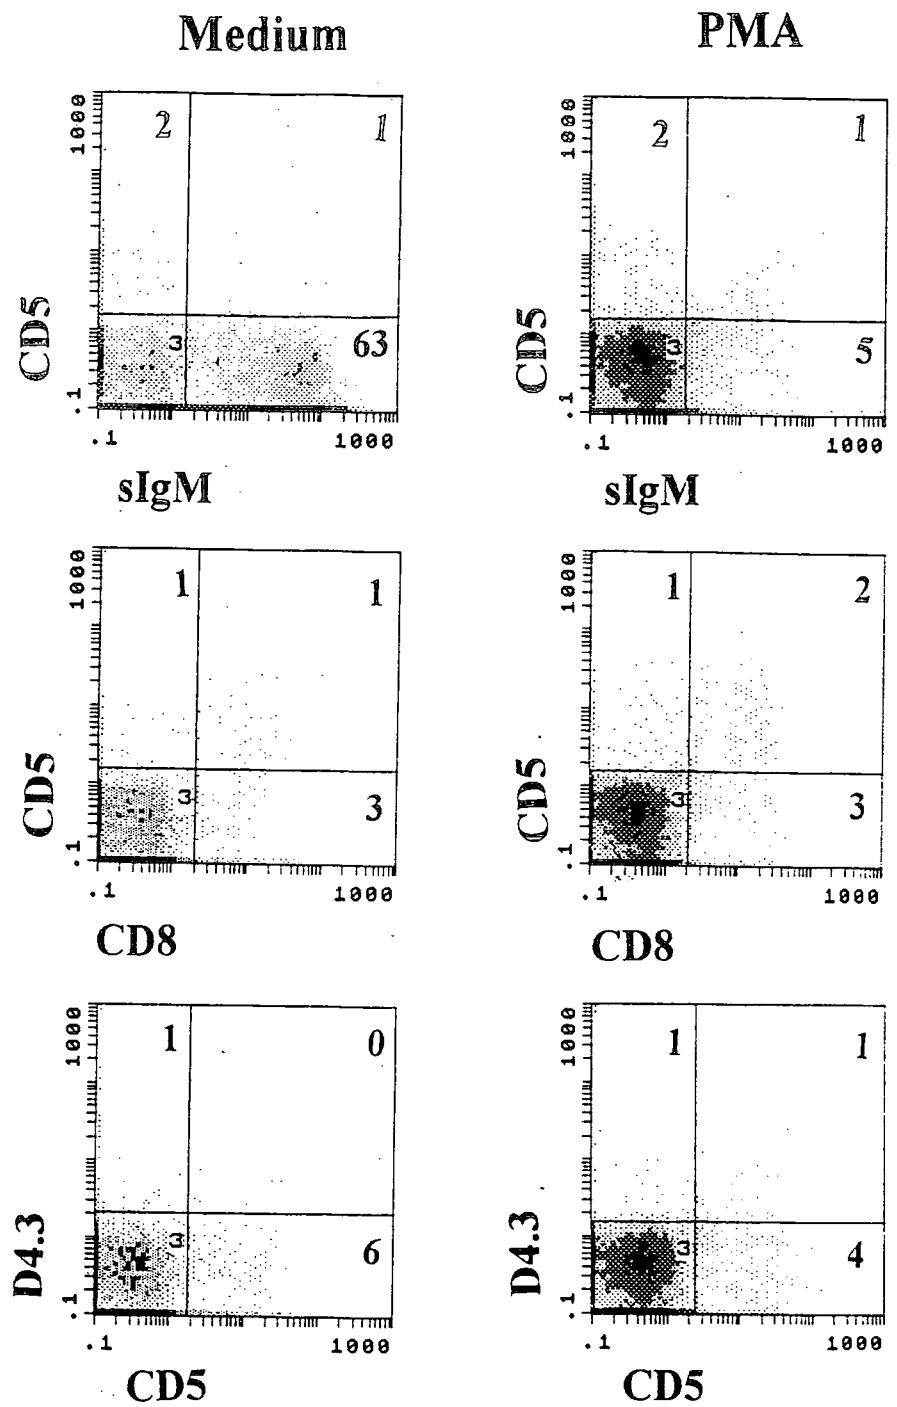 Medium PMA
1000 2 1 1000 2 1
CD5 3 63 CD5 3 5
.1 .1
.1 1000 .1 1000
sIgM sIgM
1000 1 1 1000 1 2
CD5 3 3 CD5 3 3
.1 .1
.1 1000 .1 1000
CD8 CD8
1000 1 0 1000 1 1
D4.3 3 6 D4.3 3 4
.1 .1
.1 1000 .1 1000
CD5 CD5